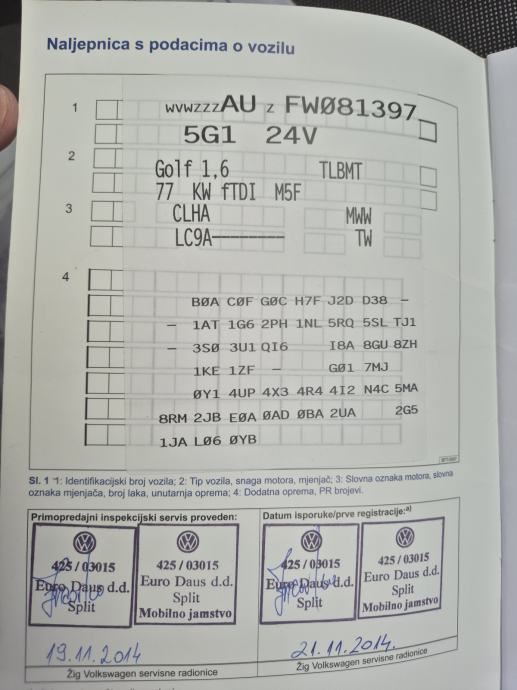 Naljepnica s podacima o vozilu
1
WVWZZZAU Z FWØ81397
5G1 24V
2
Golf 1,6 TLBMT
77 KW fTDI M5F
3
CLHA MWW
LC9A TW
4
BØA CØF GØC H7F J2D D38 -
- 1AT 1G6 2PH 1NL 5RQ 5SL TJ1
- 3SØ 3U1 QI6 I8A 8GU 8ZH
1KE 1ZF - GØ1 7MJ
ØY1 4UP 4X3 4R4 4I2 N4C 5MA
8RM 2JB EØA ØAD ØBA 2UA 2G5
1JA LØ6 ØYB
Sl. 1 1: Identifikacijski broj vozila; 2: Tip vozila, snaga motora, mjenjač; 3: Slovna oznaka motora, slovna
oznaka mjenjača, broj laka, unutarnja oprema; 4: Dodatna oprema, PR brojevi.
Primopredajni inspekcijski servis proveden:
425 / 03015
Euro Daus d.d.
Split
425 / 03015
Euro Daus d.d.
Split
Mobilno jamstvo
19.11.2014
Žig Volkswagen servisne radionice
Datum isporuke/prve registracije:a)
425 / 03015
Euro Daus d.d.
Split
425 / 03015
Euro Daus d.d.
Split
Mobilno jamstvo
21.11.2014.
Žig Volkswagen servisne radionice